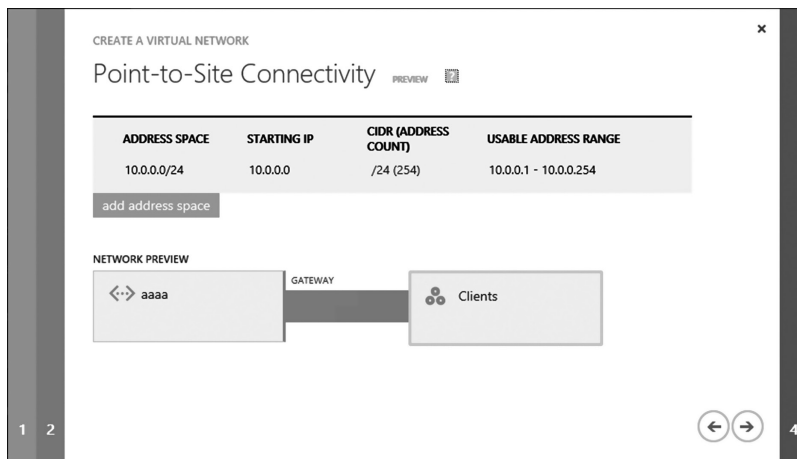 CREATE A VIRTUAL NETWORK
Point-to-Site Connectivity PREVIEW ?
ADDRESS SPACE STARTING IP CIDR (ADDRESS COUNT) USABLE ADDRESS RANGE
10.0.0.0/24 10.0.0.0 /24 (254) 10.0.0.1 - 10.0.0.254
add address space
NETWORK PREVIEW
aaaa
GATEWAY
Clients
1 2
4